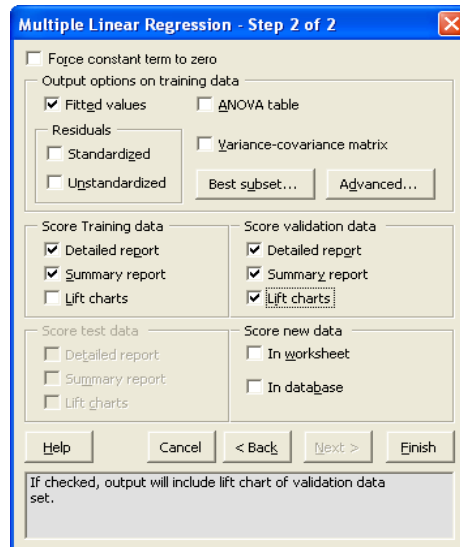 Multiple Linear Regression - Step 2 of 2
Force constant term to zero
Output options on training data
Fitted values
ANOVA table
Residuals
Standardized
Unstandardized
Variance-covariance matrix
Best subset...
Advanced...
Score Training data
Detailed report
Summary report
Lift charts
Score validation data
Detailed report
Summary report
Lift charts
Score test data
Detailed report
Summary report
Lift charts
Score new data
In worksheet
In database
Help
Cancel
< Back
Next >
Finish
If checked, output will include lift chart of validation data
set.